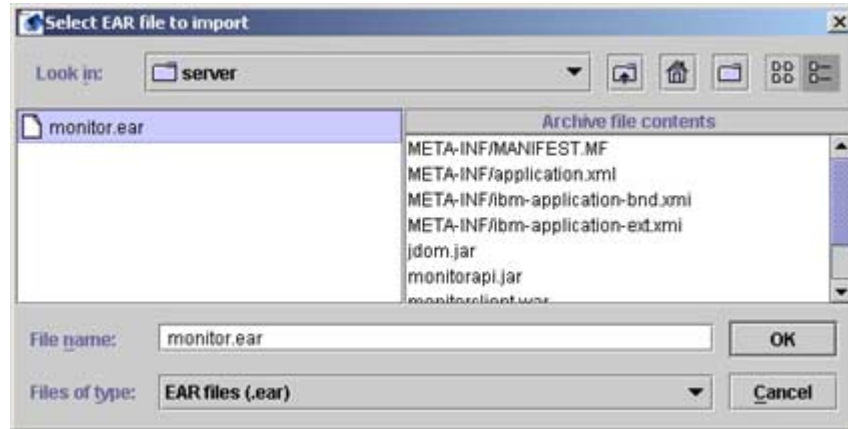 Select EAR file to import
Look in:
server
monitor.ear
Archive file contents
META-INF/MANIFEST.MF
META-INF/application.xml
META-INF/ibm-application-bnd.xmi
META-INF/ibm-application-ext.xmi
jdom.jar
monitorapi.jar
monitorclient.war
File name:
monitor.ear
OK
Files of type:
EAR files (.ear)
Cancel